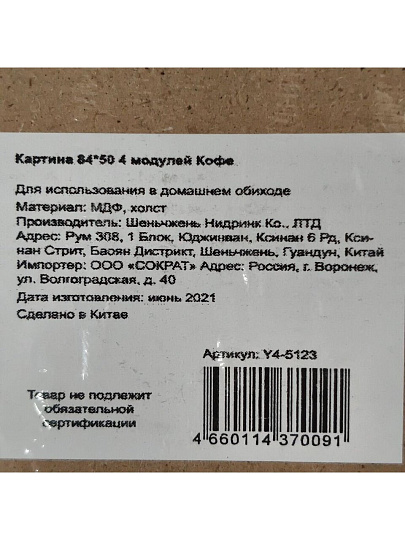 Картина 84*50 4 модулей Кофе
Для использования в домашнем обиходе
Материал: МДФ, холст
Производитель: Шеньчжень Нидринк Ко., ЛТД
Адрес: Рум 308, 1 Блок, Юджинван, Ксинан 6 Рд, Кси-
нан Стрит, Баоян Дистрикт, Шеньчжень, Гуандун, Китай
Импортер: ООО «СОКРАТ» Адрес: Россия, г. Воронеж,
ул. Волгоградская, д. 40
Дата изготовления: июнь 2021
Сделано в Китае
Артикул: Y4-5123
Товар не подлежит
обязательной
сертификации
4 660114 370091